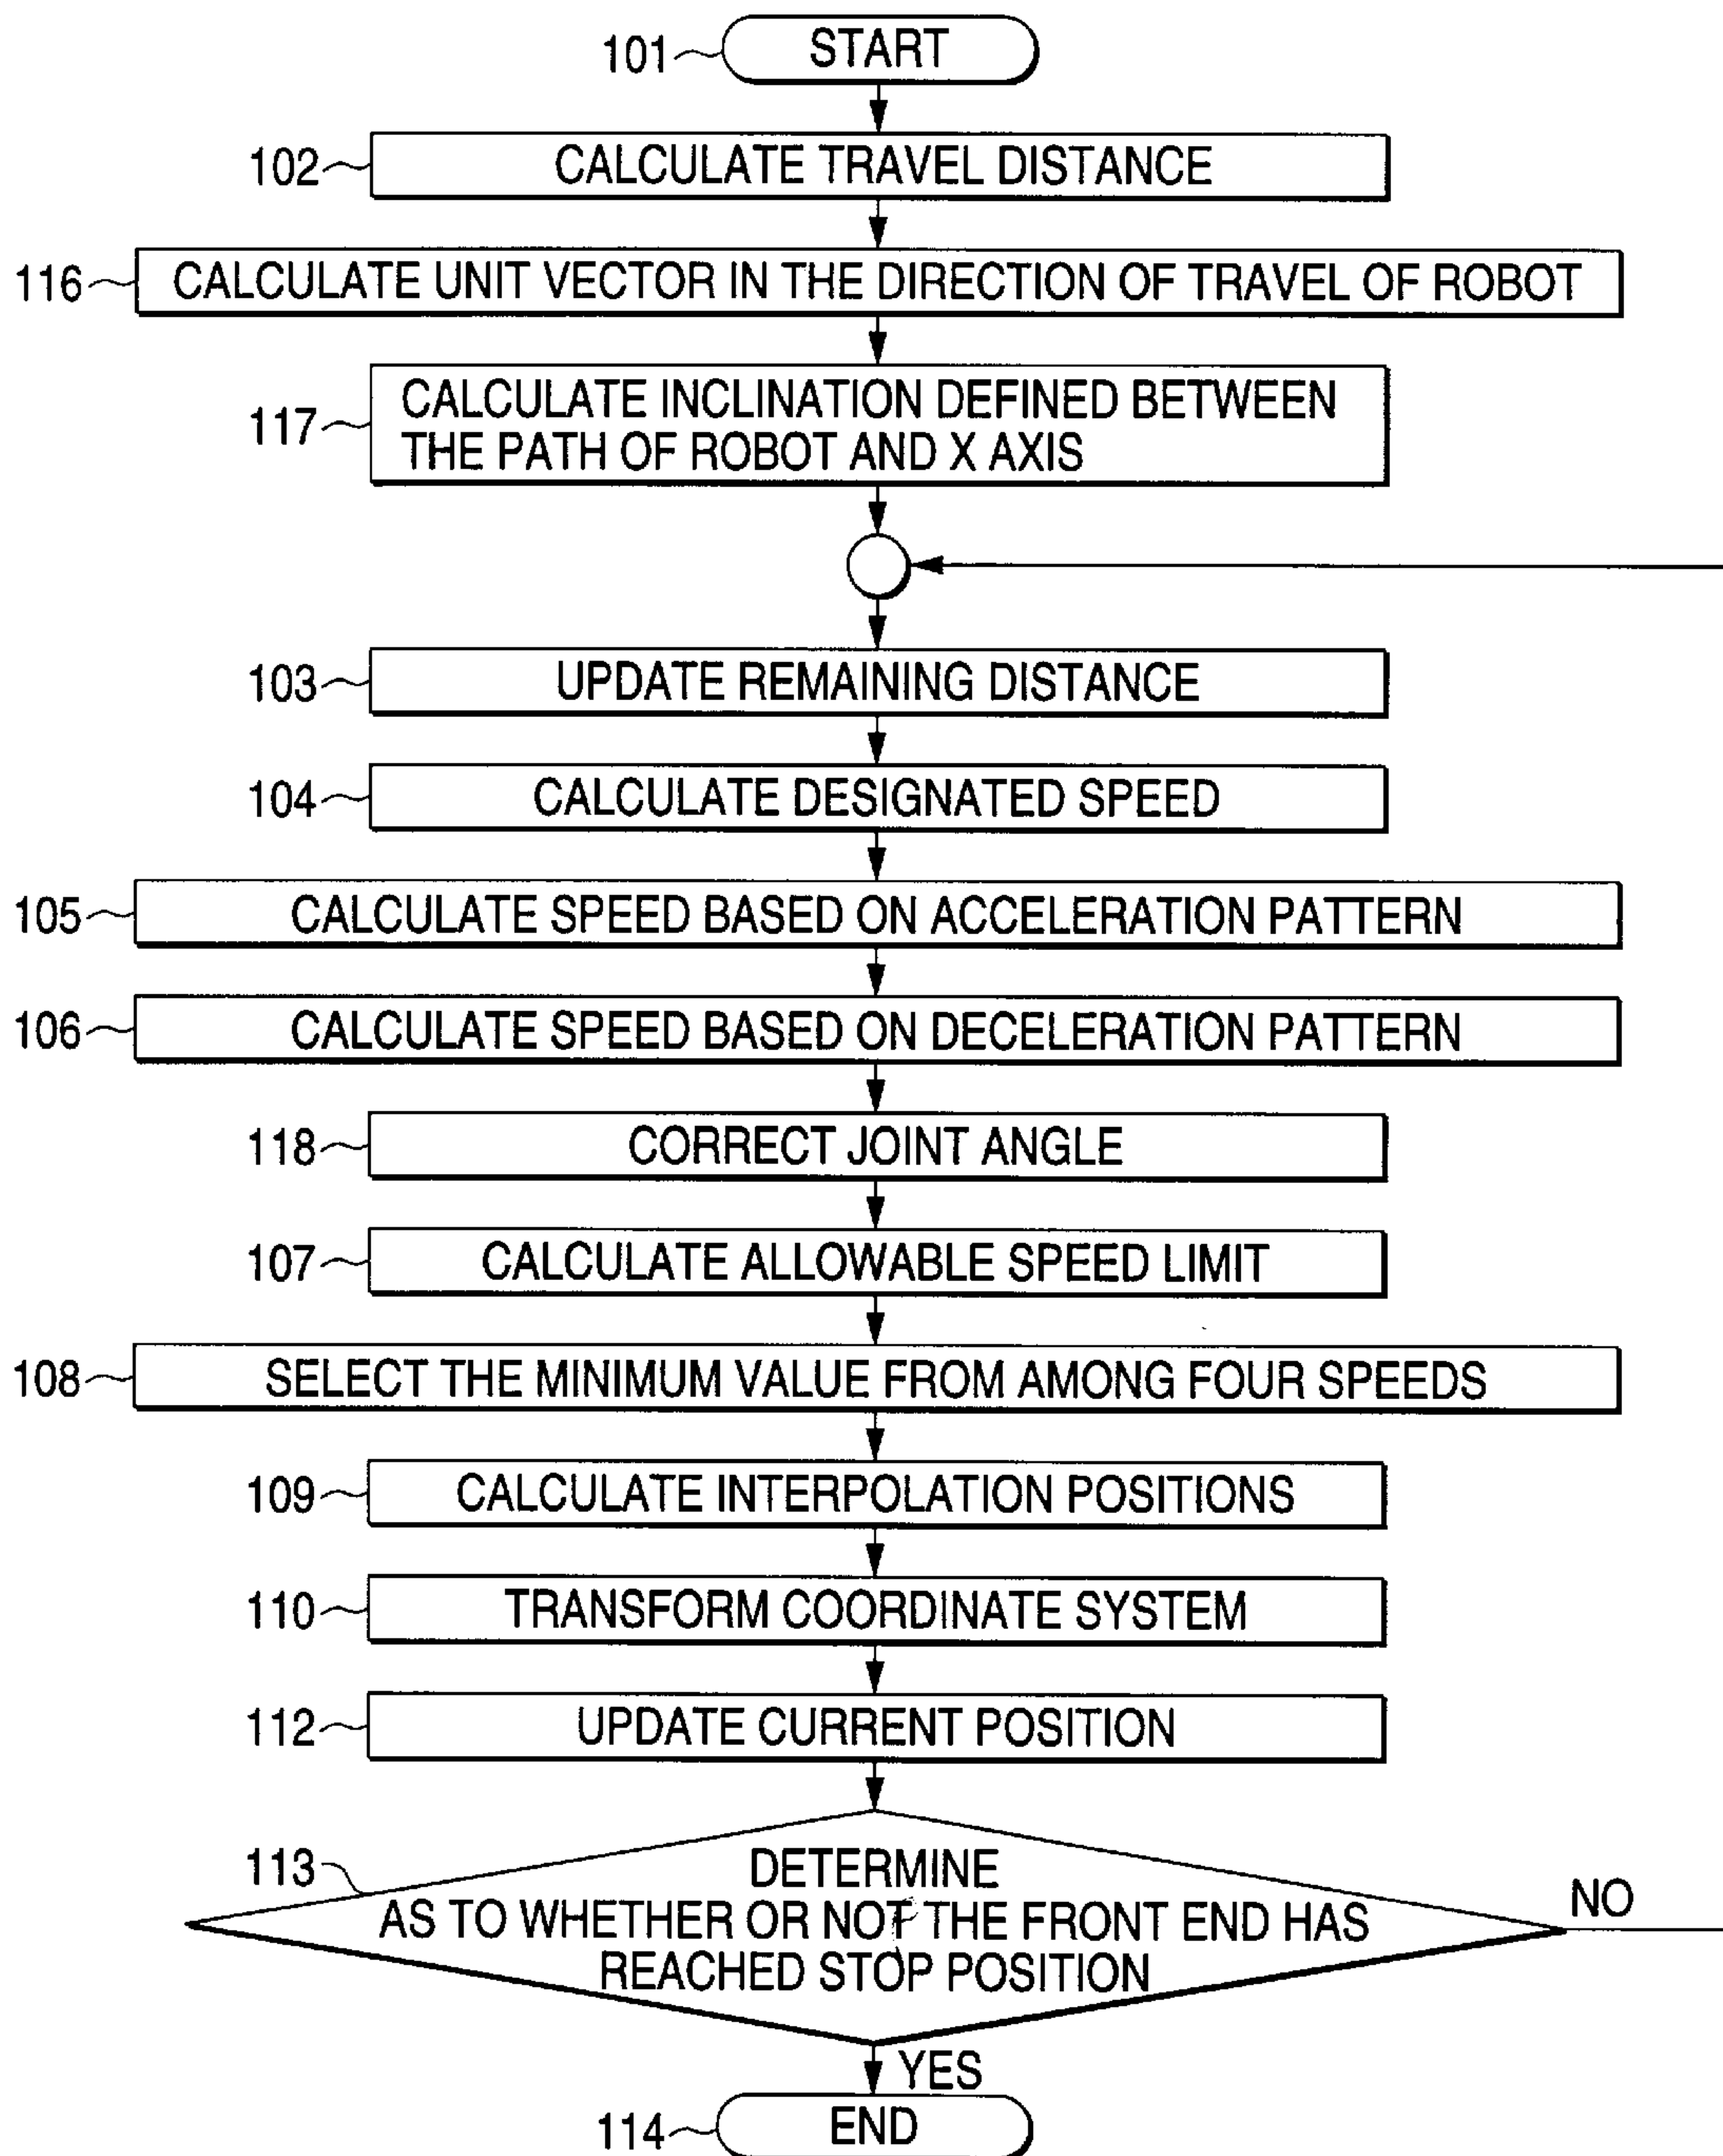 101 START
102 CALCULATE TRAVEL DISTANCE
116 CALCULATE UNIT VECTOR IN THE DIRECTION OF TRAVEL OF ROBOT
117 CALCULATE INCLINATION DEFINED BETWEEN
THE PATH OF ROBOT AND X AXIS
103 UPDATE REMAINING DISTANCE
104 CALCULATE DESIGNATED SPEED
105 CALCULATE SPEED BASED ON ACCELERATION PATTERN
106 CALCULATE SPEED BASED ON DECELERATION PATTERN
118 CORRECT JOINT ANGLE
107 CALCULATE ALLOWABLE SPEED LIMIT
108 SELECT THE MINIMUM VALUE FROM AMONG FOUR SPEEDS
109 CALCULATE INTERPOLATION POSITIONS
110 TRANSFORM COORDINATE SYSTEM
112 UPDATE CURRENT POSITION
113 DETERMINE
AS TO WHETHER OR NOT THE FRONT END HAS
REACHED STOP POSITION
NO
YES
114 END